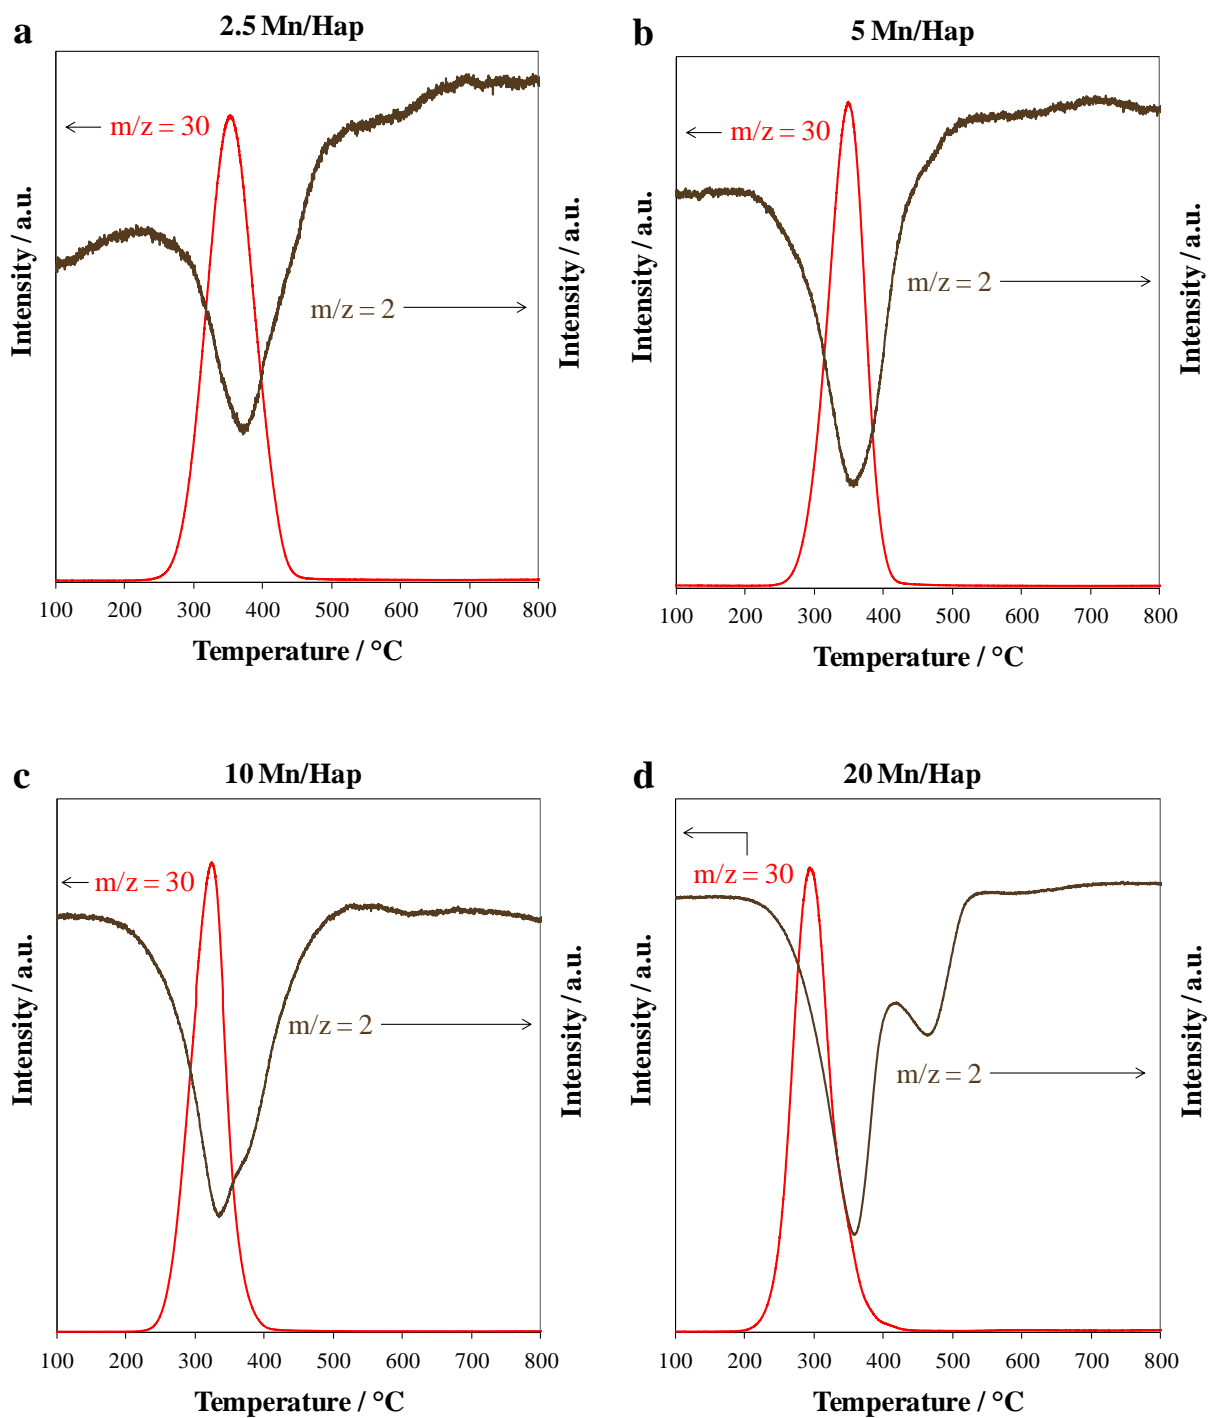 a
2.5 Mn/Hap
m/z = 30
m/z = 2
Intensity / a.u.
Intensity / a.u.
100 200 300 400 500 600 700 800
Temperature / °C
b
5 Mn/Hap
m/z = 30
m/z = 2
Intensity / a.u.
Intensity / a.u.
100 200 300 400 500 600 700 800
Temperature / °C
c
10 Mn/Hap
m/z = 30
m/z = 2
Intensity / a.u.
Intensity / a.u.
100 200 300 400 500 600 700 800
Temperature / °C
d
20 Mn/Hap
m/z = 30
m/z = 2
Intensity / a.u.
Intensity / a.u.
100 200 300 400 500 600 700 800
Temperature / °C